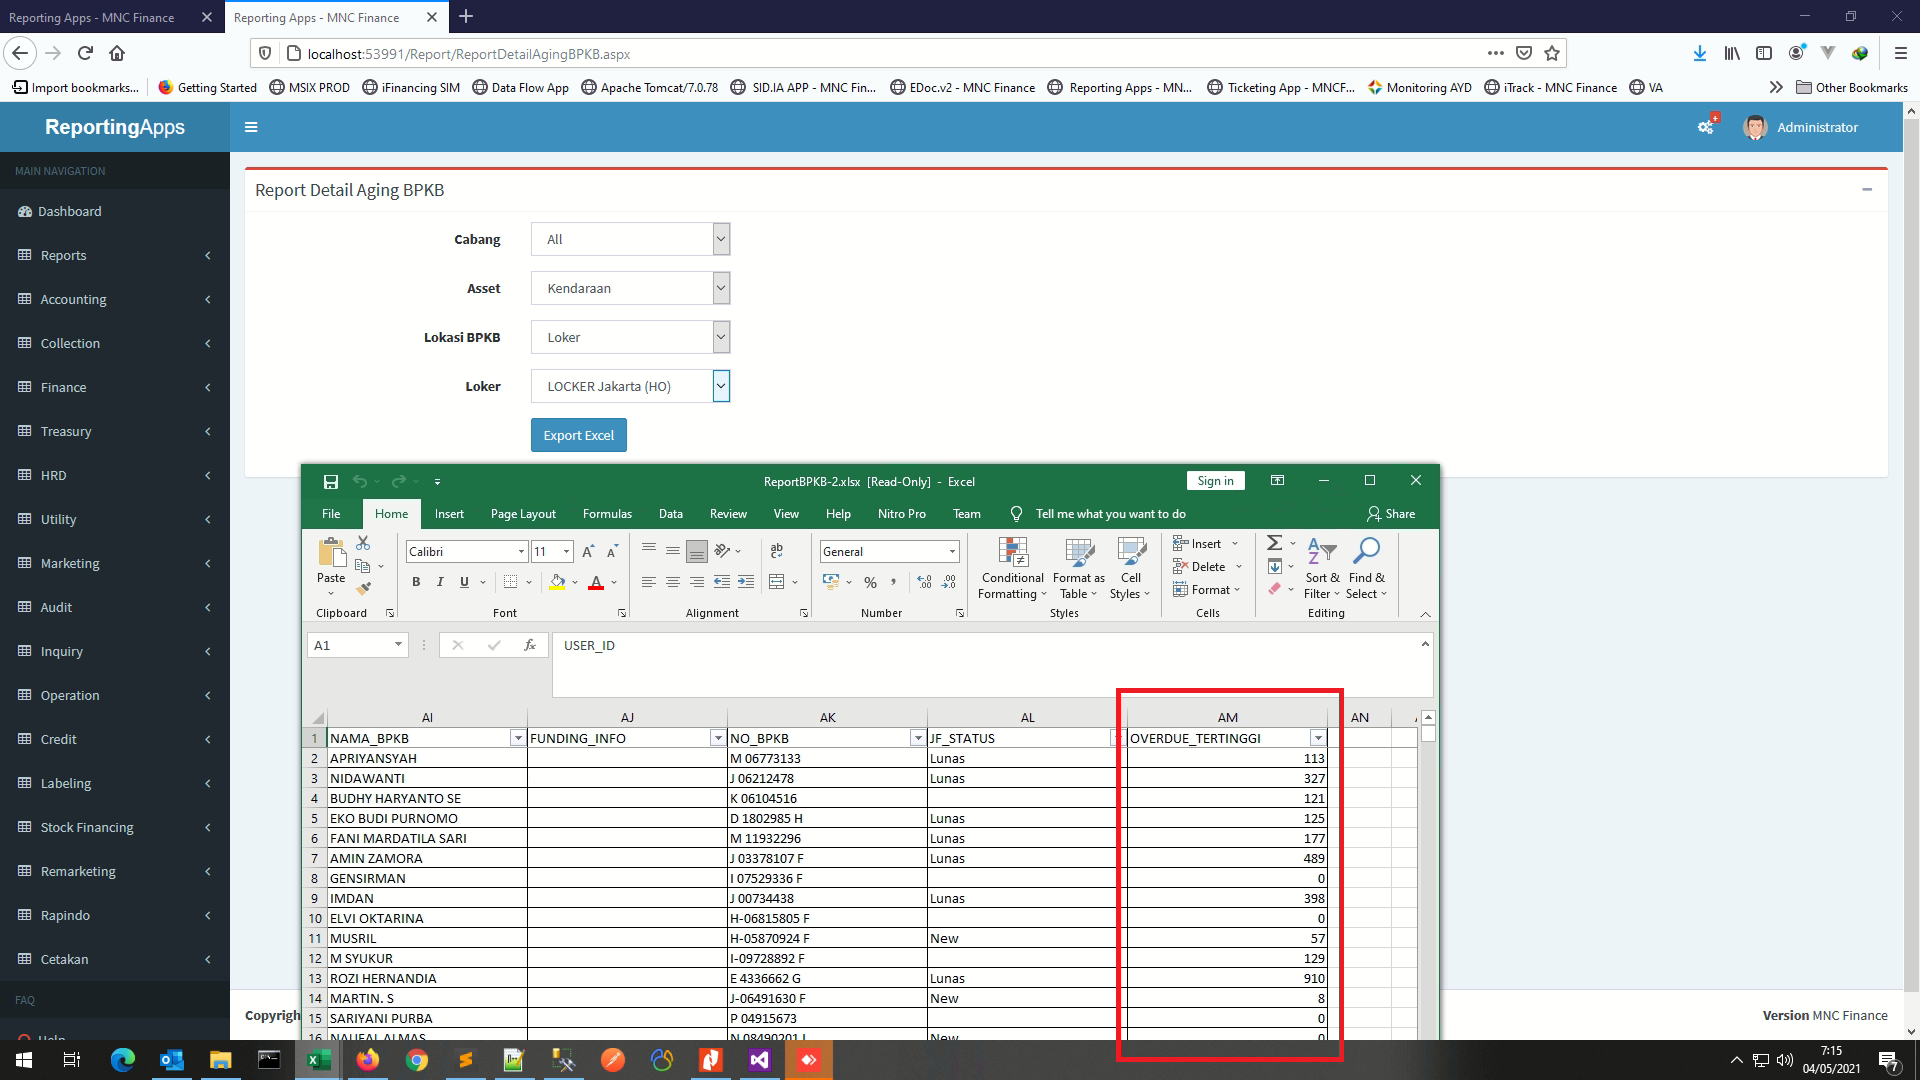 Reporting Apps - MNC Finance
Reporting Apps - MNC Finance
localhost:53991/Report/ReportDetailAgingBPKB.aspx
Import bookmarks... Getting Started MSIX PROD iFinancing SIM Data Flow App Apache Tomcat/7.0.78 SID.IA APP - MNC Fin... EDoc.v2 - MNC Finance Reporting Apps - MN... Ticketing App - MNCF... Monitoring AYD iTrack - MNC Finance VA Other Bookmarks
ReportingApps
Administrator
MAIN NAVIGATION
Dashboard
Reports
Accounting
Collection
Finance
Treasury
HRD
Utility
Marketing
Audit
Inquiry
Operation
Credit
Labeling
Stock Financing
Remarketing
Rapindo
Cetakan
FAQ
Help
Report Detail Aging BPKB
Cabang All
Asset Kendaraan
Lokasi BPKB Loker
Loker LOCKER Jakarta (HO)
Export Excel
ReportBPKB-2.xlsx [Read-Only] - Excel Sign in
File Home Insert Page Layout Formulas Data Review View Help Nitro Pro Team Tell me what you want to do Share
Paste
Clipboard
Calibri 11
B I U
Font
ab
c
Alignment
General
%
Number
Conditional Formatting
Format as Table
Cell Styles
Styles
Insert
Delete
Format
Cells
Sort & Filter
Find & Select
Editing
A1 fx USER_ID
AI AJ AK AL AM AN
1 NAMA_BPKB FUNDING_INFO NO_BPKB JF_STATUS OVERDUE_TERTINGGI
2 APRIYANSYAH M 06773133 Lunas 113
3 NIDAWANTI J 06212478 Lunas 327
4 BUDHY HARYANTO SE K 06104516 121
5 EKO BUDI PURNOMO D 1802985 H Lunas 125
6 FANI MARDATILA SARI M 11932296 Lunas 177
7 AMIN ZAMORA J 03378107 F Lunas 489
8 GENSIRMAN I 07529336 F 0
9 IMDAN J 00734438 Lunas 398
10 ELVI OKTARINA H-06815805 F 0
11 MUSRIL H-05870924 F New 57
12 M SYUKUR I-09728892 F 129
13 ROZI HERNANDIA E 4336662 G Lunas 910
14 MARTIN. S J-06491630 F New 8
15 SARIYANI PURBA P 04915673 0
16 NAUFAL ALMAS New 0
Copyrigh
Version MNC Finance
7:15
04/05/2021
7